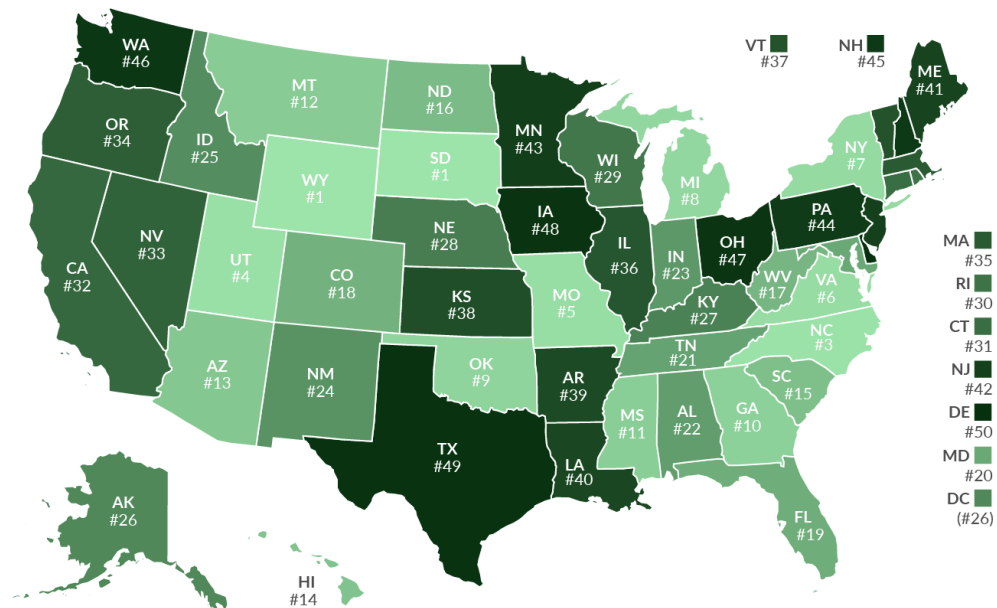 WA
#46
VT
#37
NH
#45
ME
#41
MT
#12
ND
#16
OR
#34
ID
#25
MN
#43
WI
#29
NY
#7
SD
#1
WY
#1
MI
#8
PA
#44
IA
#48
NE
#28
NV
#33
UT
#4
CO
#18
CA
#32
IL
#36
IN
#23
OH
#47
WV
#17
VA
#6
MA
#35
RI
#30
CT
#31
NJ
#42
DE
#50
MD
#20
DC
(#26)
KS
#38
MO
#5
KY
#27
NC
#3
TN
#21
AZ
#13
NM
#24
OK
#9
AR
#39
SC
#15
MS
#11
AL
#22
GA
#10
TX
#49
LA
#40
FL
#19
AK
#26
HI
#14